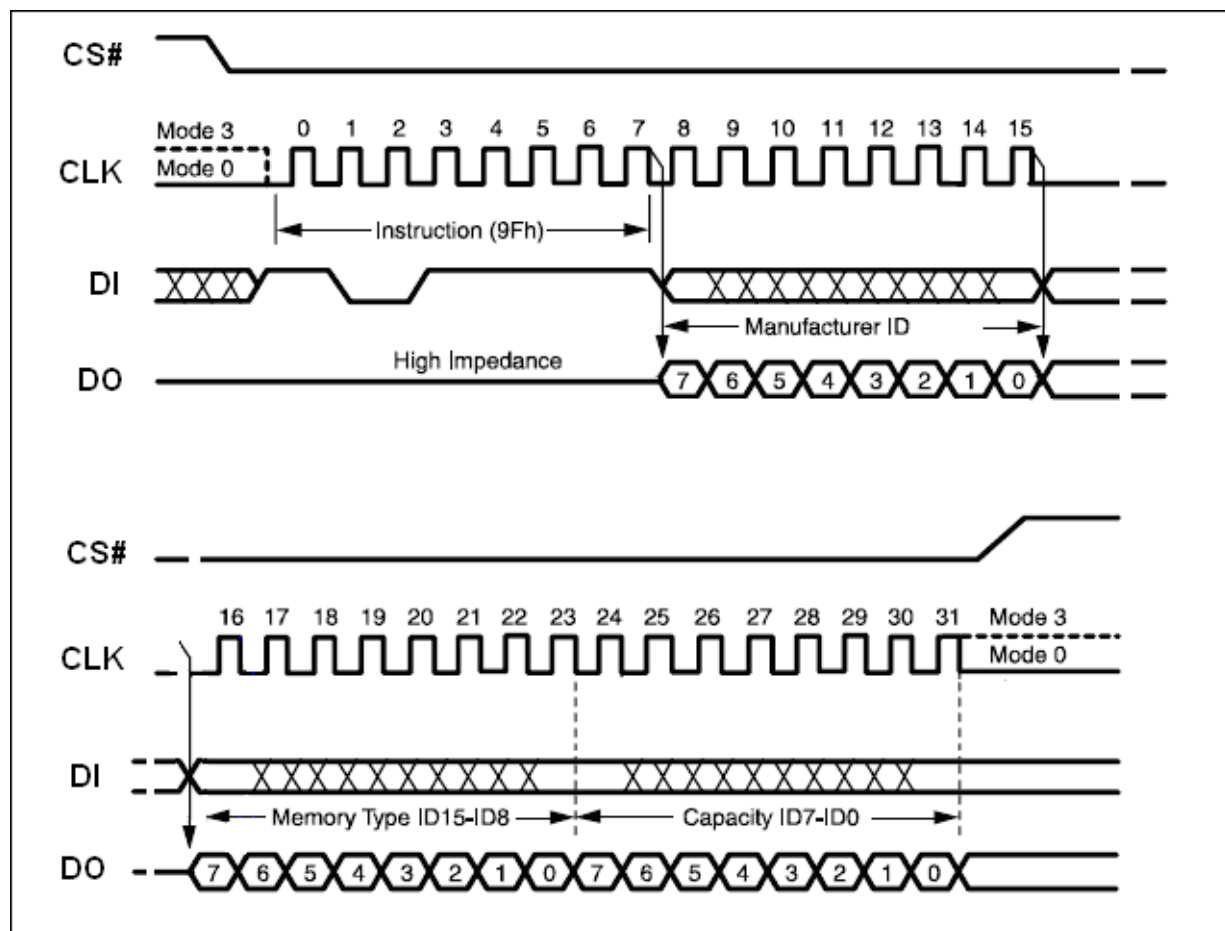 CS#
Mode 3
0 1 2 3 4 5 6 7 8 9 10 11 12 13 14 15
CLK
Mode 0
Instruction (9Fh)
DI
Manufacturer ID
High Impedance
DO
7 6 5 4 3 2 1 0
CS#
16 17 18 19 20 21 22 23 24 25 26 27 28 29 30 31
Mode 3
CLK
Mode 0
DI
Memory Type ID15-ID8
Capacity ID7-ID0
DO
7 6 5 4 3 2 1 0 7 6 5 4 3 2 1 0